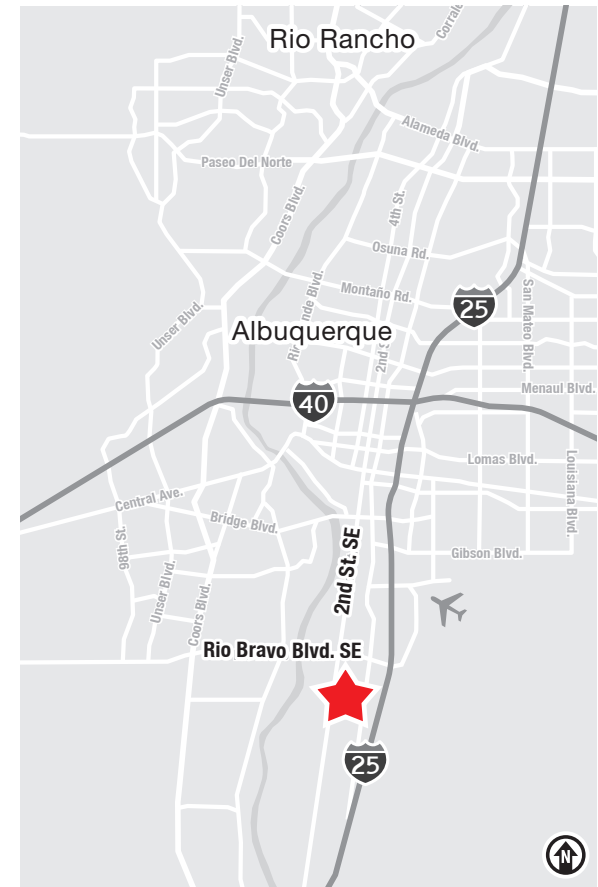 Rio Rancho
Unser Blvd.
Alameda Blvd.
Paseo Del Norte
Coors Blvd.
4th St.
Osuna Rd.
Montaño Rd.
25
San Mateo Blvd.
Unser Blvd.
Albuquerque
Blvd.
2nd
40
Menaul Blvd.
Lomas Blvd.
Louisiana Blvd.
Central Ave.
Bridge Blvd.
98th St.
2nd St. SE
Gibson Blvd.
Unser Blvd.
Coors Blvd.
Rio Bravo Blvd. SE
25
N